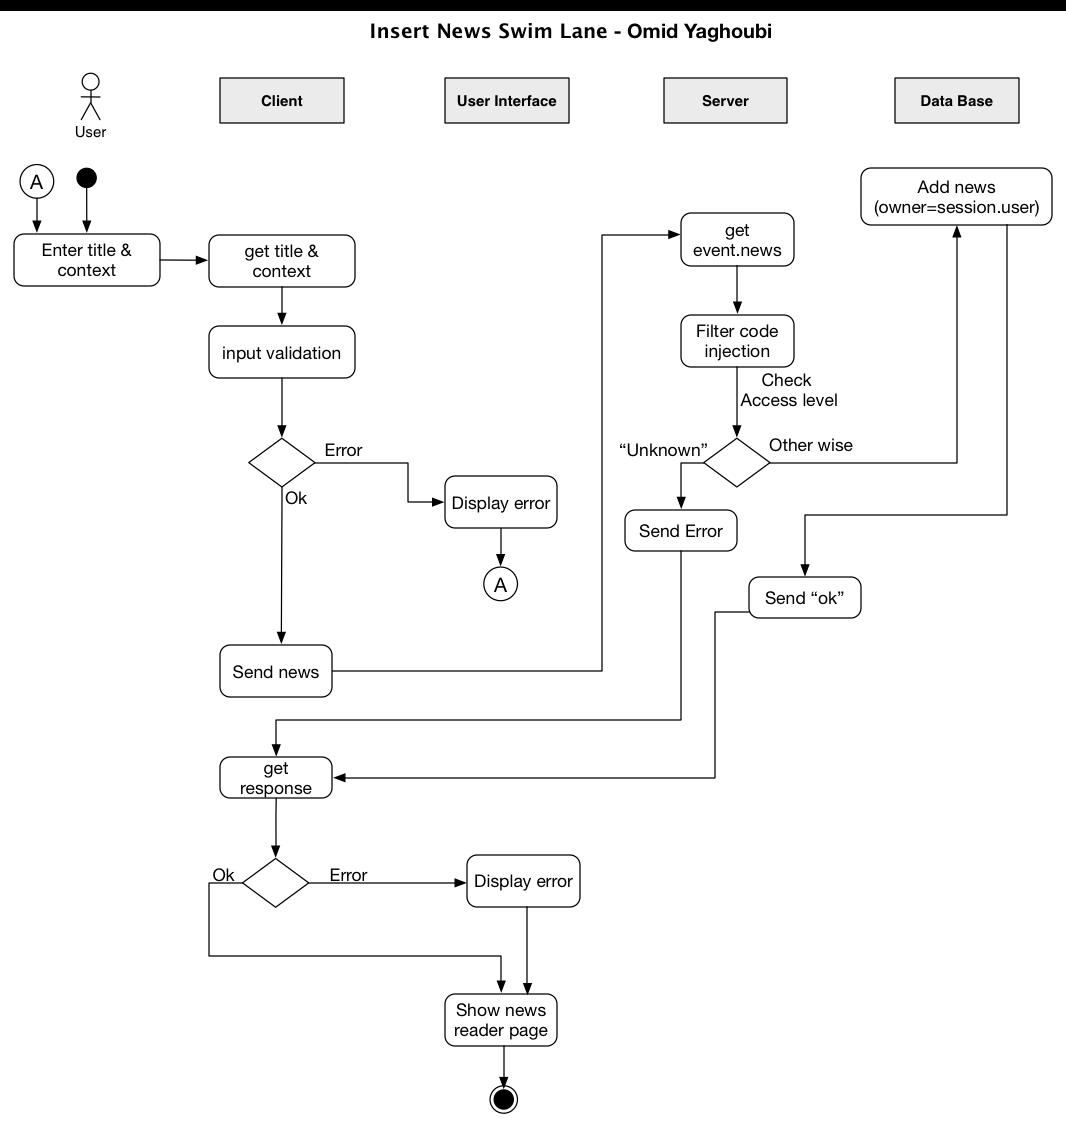 Insert News Swim Lane - Omid Yaghoubi
User
Client
User Interface
Server
Data Base
A
Enter title &
context
get title &
context
input validation
Error
Ok
Display error
A
Send news
get
event.news
Filter code
injection
Check
Access level
“Unknown”
Other wise
Add news
(owner=session.user)
Send Error
Send “ok”
get
response
Ok
Error
Display error
Show news
reader page